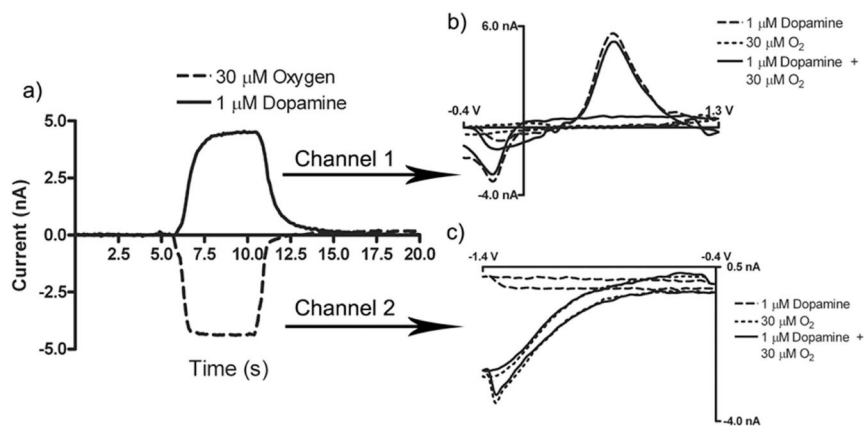 a)
30 μM Oxygen
1 μM Dopamine
Current (nA)
5.0
2.5
0.0
-2.5
-5.0
2.5 5.0 7.5 10.0 12.5 15.0 17.5 20.0
Time (s)
Channel 1
Channel 2
b)
6.0 nA
-0.4 V
1.3 V
-4.0 nA
1 μM Dopamine
30 μM O₂
1 μM Dopamine +
30 μM O₂
c)
-1.4 V
-0.4 V
0.5 nA
-4.0 nA
1 μM Dopamine
30 μM O₂
1 μM Dopamine +
30 μM O₂